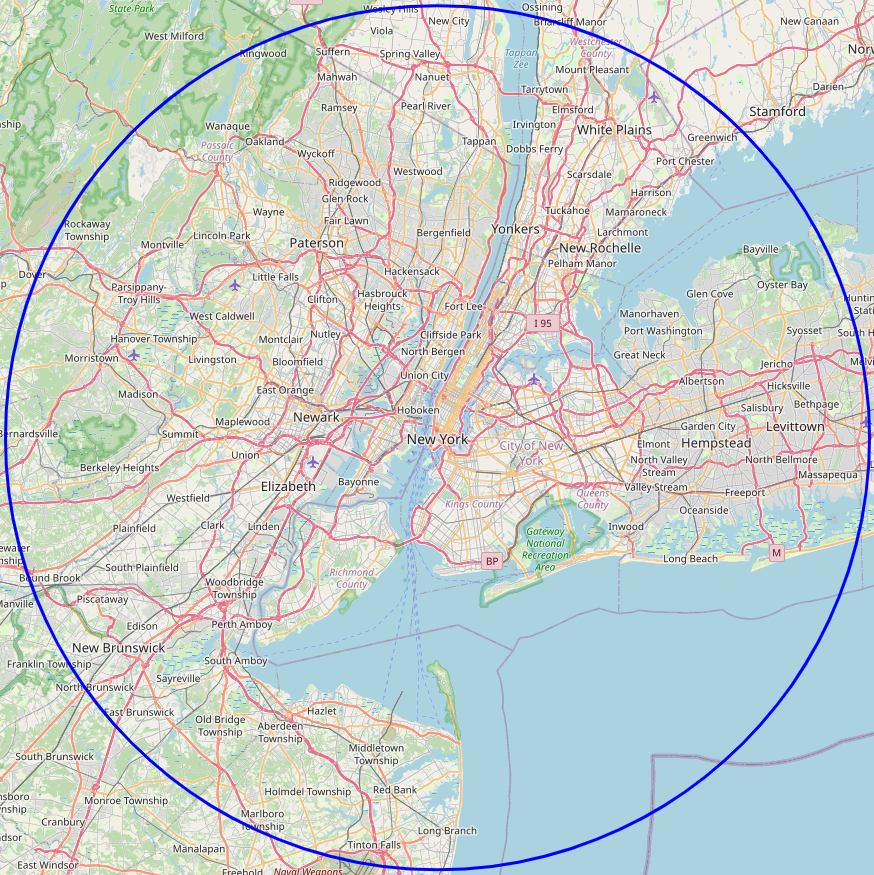 Wesley Hills
Ossining
State Park
New City
Briarcliff Manor
New Canaan
Viola
West Milford
Ringwood
Suffern
Spring Valley
Tappan
Zee
Westchester
County
Mount Pleasant
Mahwah
Nanuet
Tarrytown
Darien
Ramsey
Pearl River
Elmsford
Stamford
Wanaque
Irvington
White Plains
Oakland
Passaic
County
Wyckoff
Tappan
Dobbs Ferry
Greenwich
Port Chester
Westwood
Scarsdale
Ridgewood
Glen Rock
Harrison
Wayne
Fair Lawn
Tuckahoe
Mamaroneck
Rockaway
Township
Lincoln Park
Montville
Paterson
Bergenfield
Yonkers
Larchmont
New Rochelle
Bayville
Dover
Little Falls
Hackensack
Pelham Manor
Parsippany-
Troy Hills
Clifton
Hasbrouck
Heights
Fort Lee
Glen Cove
Oyster Bay
West Caldwell
I 95
Manorhaven
Port Washington
Syosset
Hanover Township
Montclair
Nutley
Cliffside Park
North Bergen
Great Neck
Morristown
Livingston
Bloomfield
Union City
Jericho
Albertson
Hicksville
Madison
East Orange
Hoboken
Salisbury
Bethpage
Maplewood
Newark
Garden City
Levittown
Bernardsville
Summit
New York
City of New
York
Elmont
Hempstead
Union
North Valley
Stream
North Bellmore
Berkeley Heights
Elizabeth
Bayonne
Valley Stream
Massapequa
Westfield
Kings County
Queens
County
Freeport
Oceanside
Plainfield
Clark
Linden
Gateway
National
Recreation
Area
Inwood
BP
Long Beach
M
South Plainfield
Richmond
County
Bound Brook
Woodbridge
Township
Piscataway
Manville
Edison
Perth Amboy
New Brunswick
Franklin Township
South Amboy
Sayreville
North Brunswick
East Brunswick
Old Bridge
Township
Hazlet
Aberdeen
Township
Middletown
Township
South Brunswick
Holmdel Township
Red Bank
Monroe Township
Marlboro
Township
Cranbury
Long Branch
Manalapan
Tinton Falls
East Windsor
Freehold
Naval Weapons